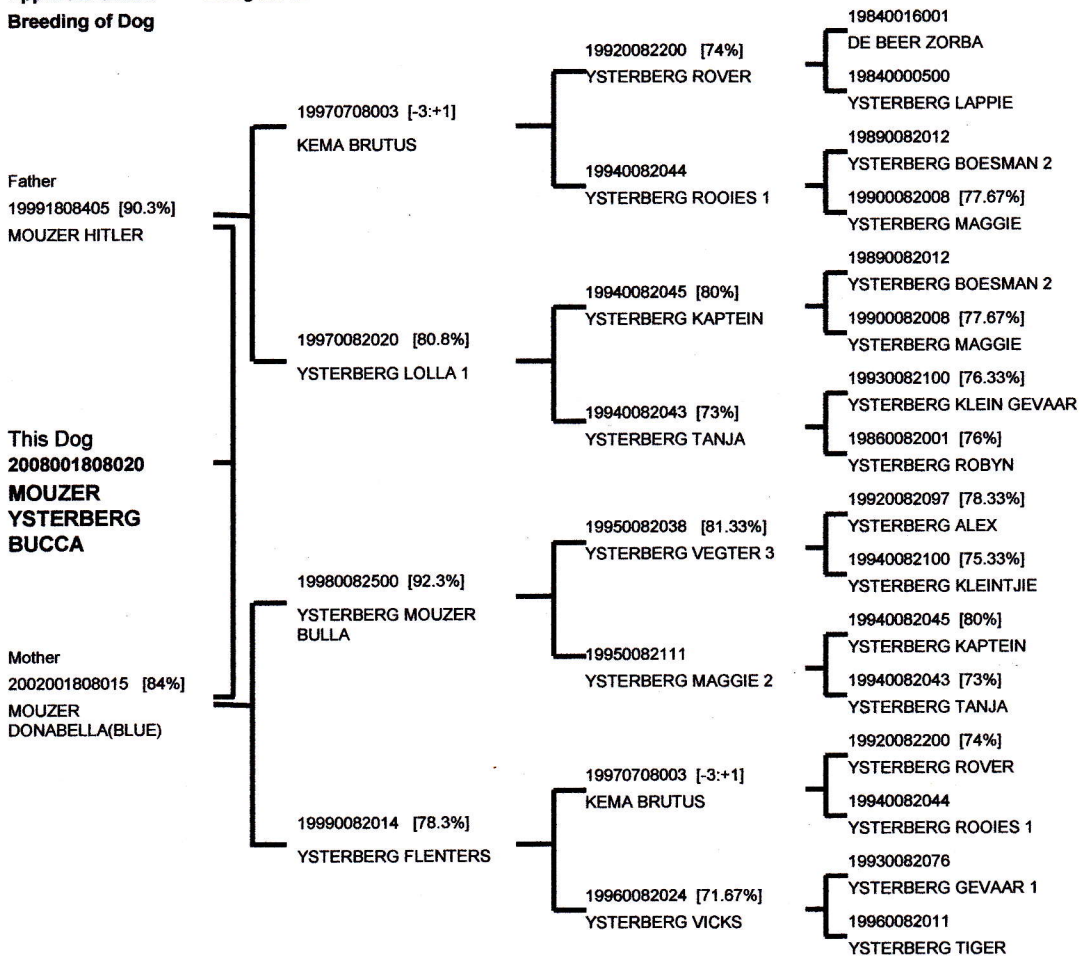 Breeding of Dog
Father
19991808405 [90.3%]
MOUZER HITLER
This Dog
2008001808020
MOUZER
YSTERBERG
BUCCA
Mother
2002001808015 [84%]
MOUZER
DONABELLA(BLUE)
19970708003 [-3:+1]
KEMA BRUTUS
19970082020 [80.8%]
YSTERBERG LOLLA 1
19980082500 [92.3%]
YSTERBERG MOUZER
BULLA
19990082014 [78.3%]
YSTERBERG FLENTERS
19920082200 [74%]
YSTERBERG ROVER
19940082044
YSTERBERG ROOIES 1
19940082045 [80%]
YSTERBERG KAPTEIN
19940082043 [73%]
YSTERBERG TANJA
19950082038 [81.33%]
YSTERBERG VEGTER 3
19950082111
YSTERBERG MAGGIE 2
19970708003 [-3:+1]
KEMA BRUTUS
19960082024 [71.67%]
YSTERBERG VICKS
19840016001
DE BEER ZORBA
19840000500
YSTERBERG LAPPIE
19890082012
YSTERBERG BOESMAN 2
19900082008 [77.67%]
YSTERBERG MAGGIE
19890082012
YSTERBERG BOESMAN 2
19900082008 [77.67%]
YSTERBERG MAGGIE
19930082100 [76.33%]
YSTERBERG KLEIN GEVAAR
19860082001 [76%]
YSTERBERG ROBYN
19920082097 [78.33%]
YSTERBERG ALEX
19940082100 [75.33%]
YSTERBERG KLEINTJIE
19940082045 [80%]
YSTERBERG KAPTEIN
19940082043 [73%]
YSTERBERG TANJA
19920082200 [74%]
YSTERBERG ROVER
19940082044
YSTERBERG ROOIES 1
19930082076
YSTERBERG GEVAAR 1
19960082011
YSTERBERG TIGER